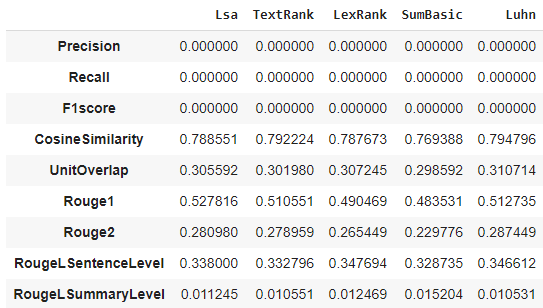 Lsa TextRank LexRank SumBasic Luhn
Precision 0.000000 0.000000 0.000000 0.000000 0.000000
Recall 0.000000 0.000000 0.000000 0.000000 0.000000
F1score 0.000000 0.000000 0.000000 0.000000 0.000000
CosineSimilarity 0.788551 0.792224 0.787673 0.769388 0.794796
UnitOverlap 0.305592 0.301980 0.307245 0.298592 0.310714
Rouge1 0.527816 0.510551 0.490469 0.483531 0.512735
Rouge2 0.280980 0.278959 0.265449 0.229776 0.287449
RougeLSentenceLevel 0.338000 0.332796 0.347694 0.328735 0.346612
RougeLSummaryLevel 0.011245 0.010551 0.012469 0.015204 0.010531